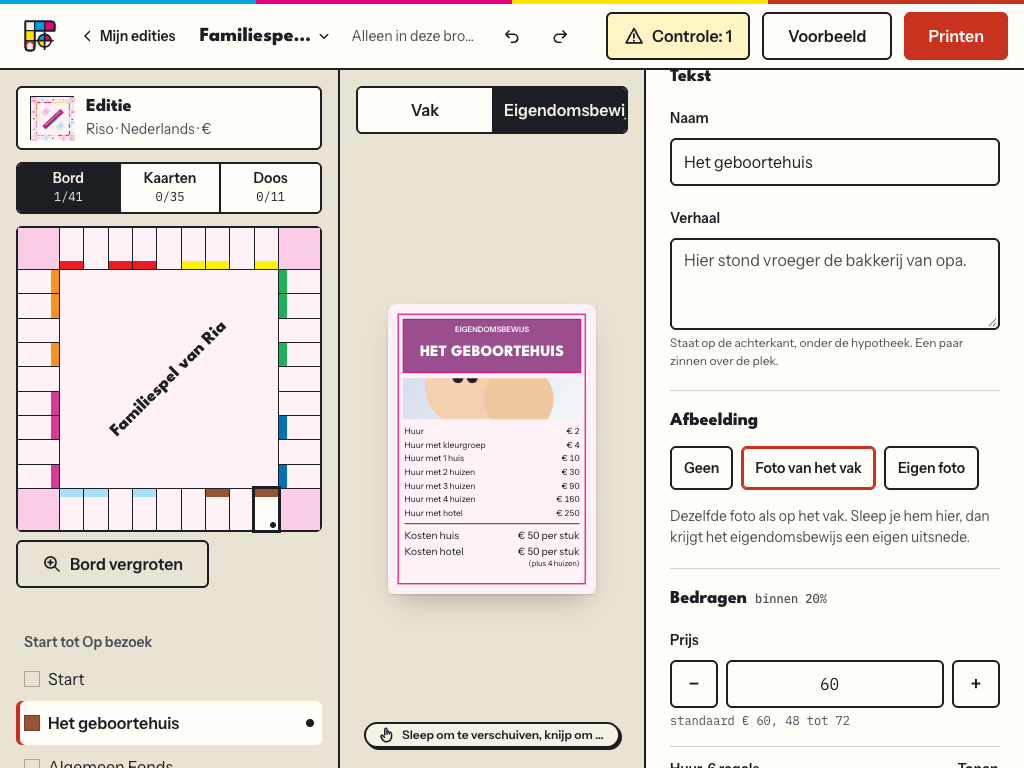 Mijn edities
Familiespe...
Alleen in deze bro...
Controle: 1
Voorbeeld
Printen
Editie
Riso · Nederlands · €
Bord
1/41
Kaarten
0/35
Doos
0/11
Familiespel van Ria
Bord vergroten
Start tot Op bezoek
Start
Het geboortehuis
Algemeen Fonds
Vak
Eigendomsbewij
EIGENDOMSBEWIJS
HET GEBOORTEHUIS
Huur € 2
Huur met kleurgroep € 4
Huur met 1 huis € 10
Huur met 2 huizen € 30
Huur met 3 huizen € 90
Huur met 4 huizen € 160
Huur met hotel € 250
Kosten huis € 50 per stuk
Kosten hotel € 50 per stuk
(plus 4 huizen)
Sleep om te verschuiven, knijp om ...
Tekst
Naam
Het geboortehuis
Verhaal
Hier stond vroeger de bakkerij van opa.
Staat op de achterkant, onder de hypotheek. Een paar
zinnen over de plek.
Afbeelding
Geen
Foto van het vak
Eigen foto
Dezelfde foto als op het vak. Sleep je hem hier, dan
krijgt het eigendomsbewijs een eigen uitsnede.
Bedragen binnen 20%
Prijs
− 60 +
standaard € 60, 48 tot 72
Huur, 6 regels Tonen